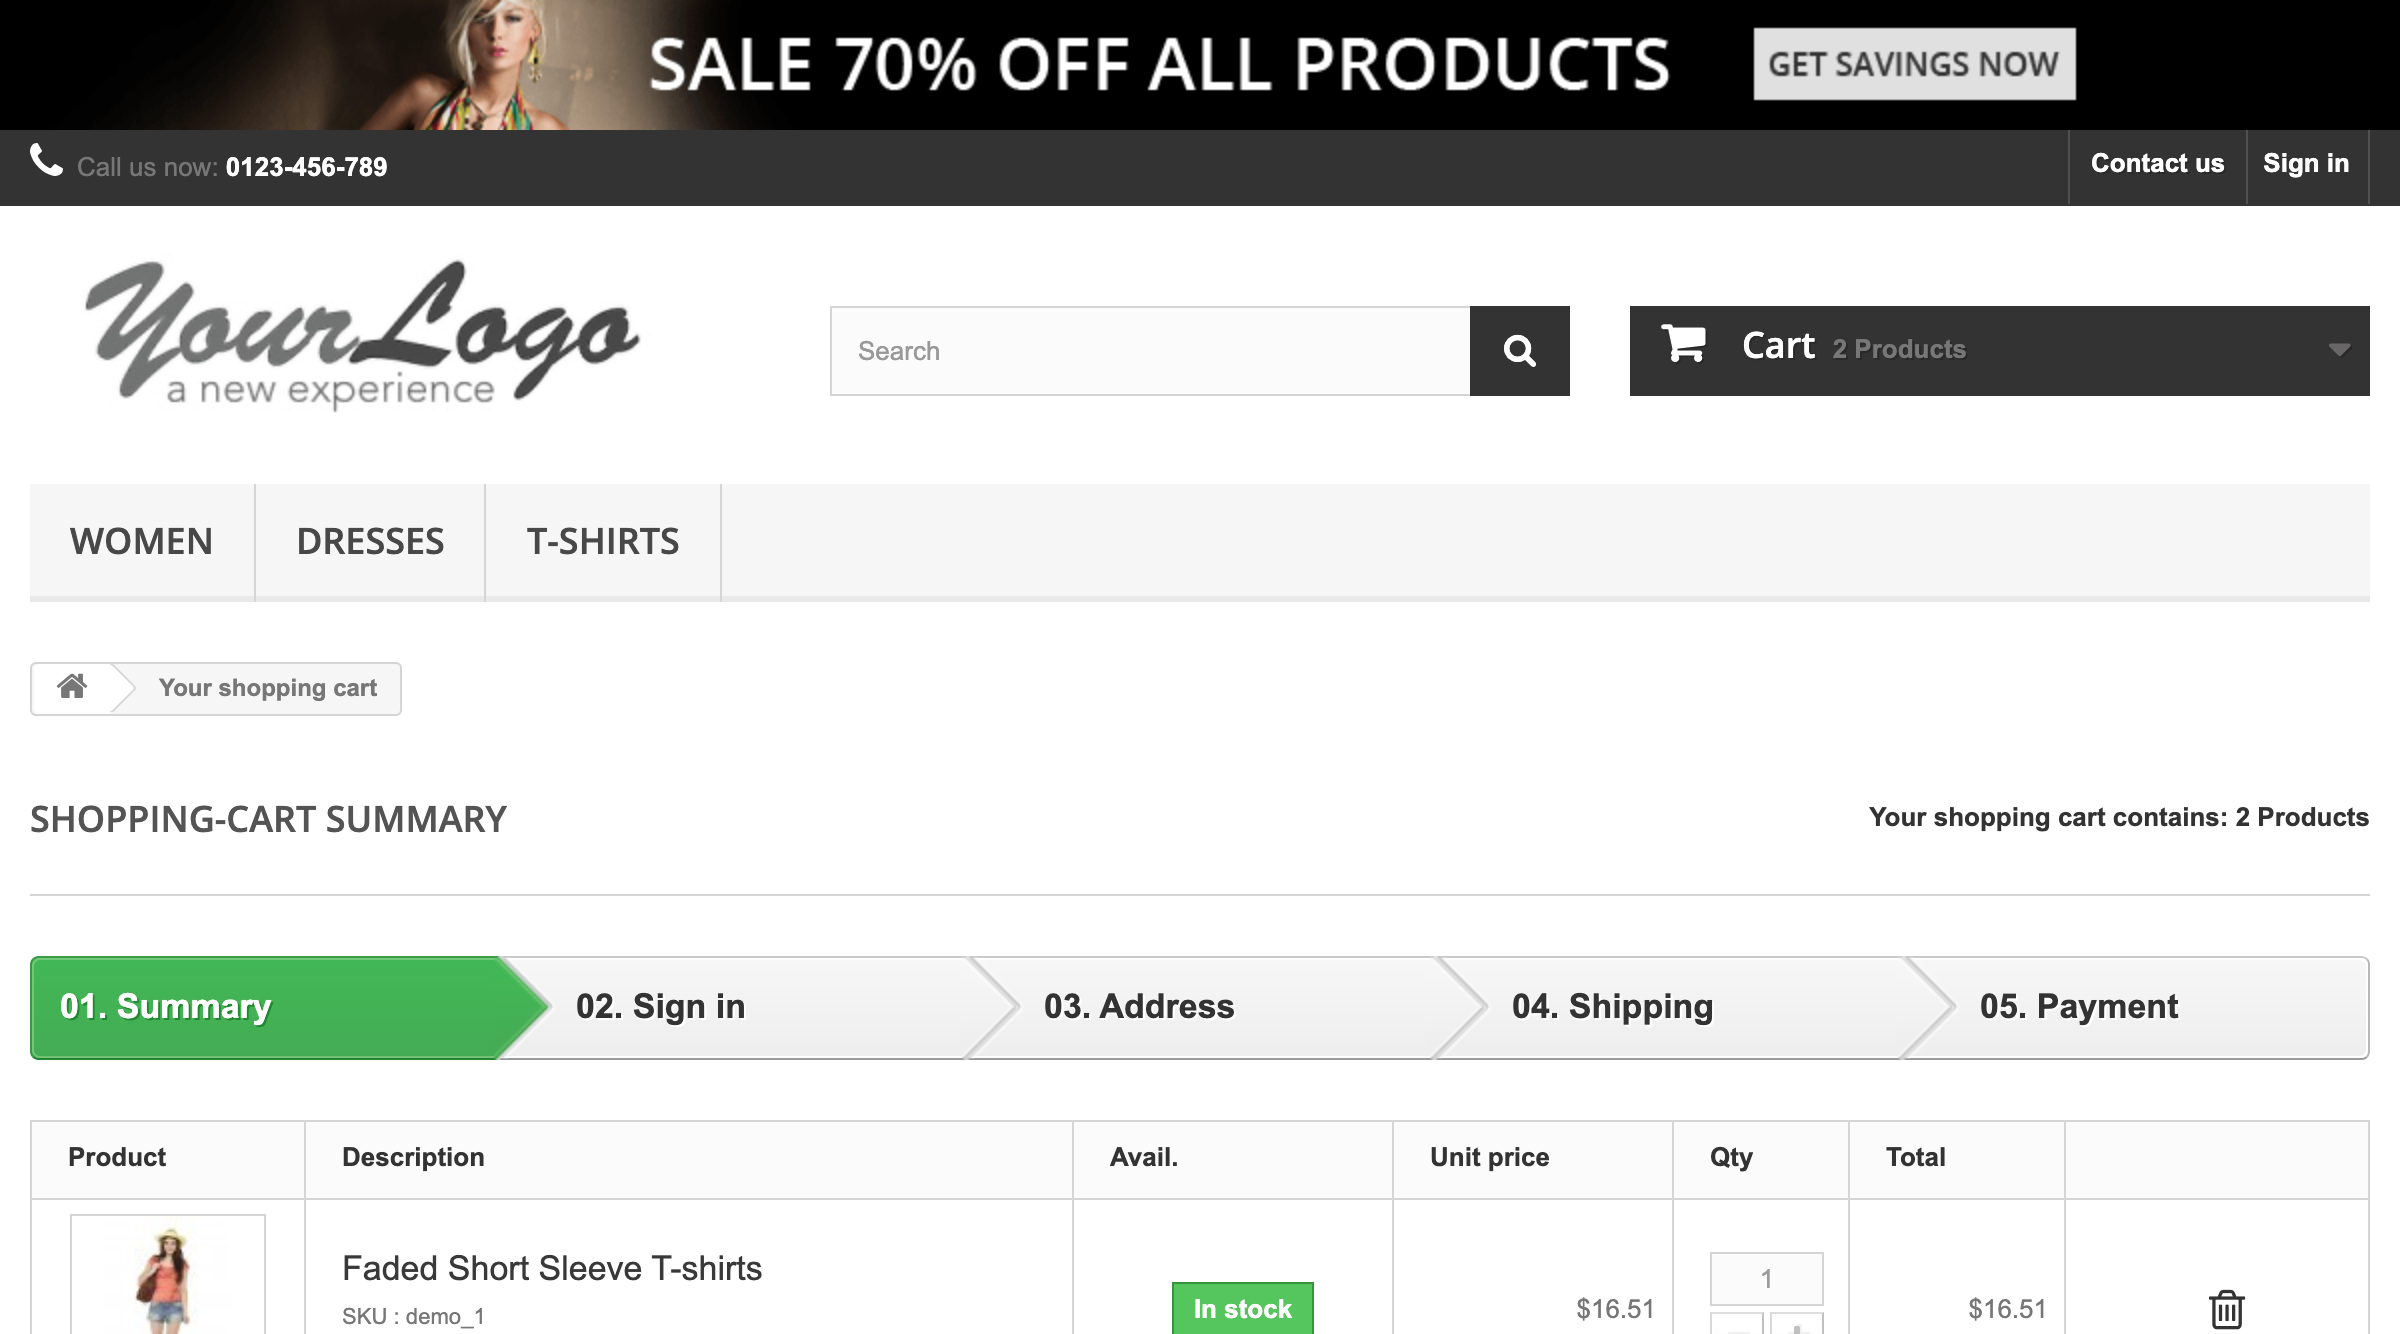 SALE 70% OFF ALL PRODUCTS GET SAVINGS NOW
Call us now: 0123-456-789 Contact us Sign in
YourLogo
a new experience
Search
Cart 2 Products
WOMEN DRESSES T-SHIRTS
Your shopping cart
SHOPPING-CART SUMMARY Your shopping cart contains: 2 Products
01. Summary 02. Sign in 03. Address 04. Shipping 05. Payment
Product Description Avail. Unit price Qty Total
Faded Short Sleeve T-shirts
1
In stock $16.51 $16.51
SKU : demo_1